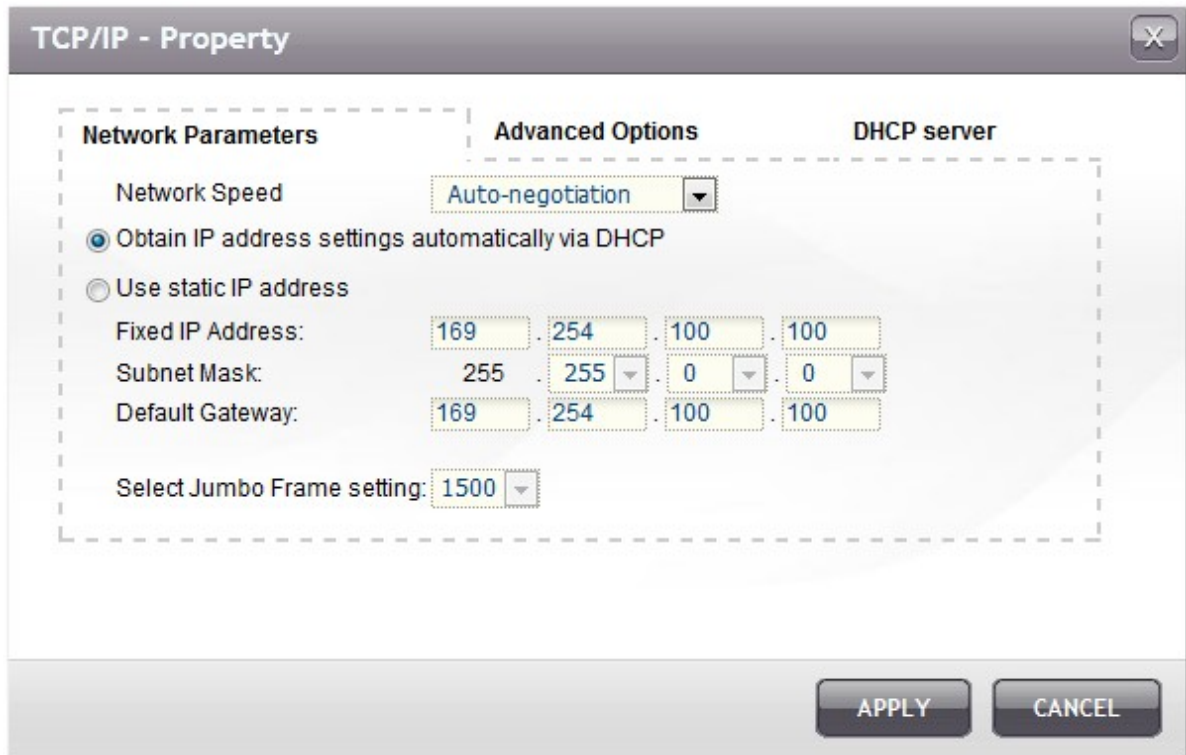 TCP/IP - Property
X
Network Parameters Advanced Options DHCP server
Network Speed Auto-negotiation
Obtain IP address settings automatically via DHCP
Use static IP address
Fixed IP Address: 169 . 254 . 100 . 100
Subnet Mask: 255 . 255 . 0 . 0
Default Gateway: 169 . 254 . 100 . 100
Select Jumbo Frame setting: 1500
APPLY CANCEL